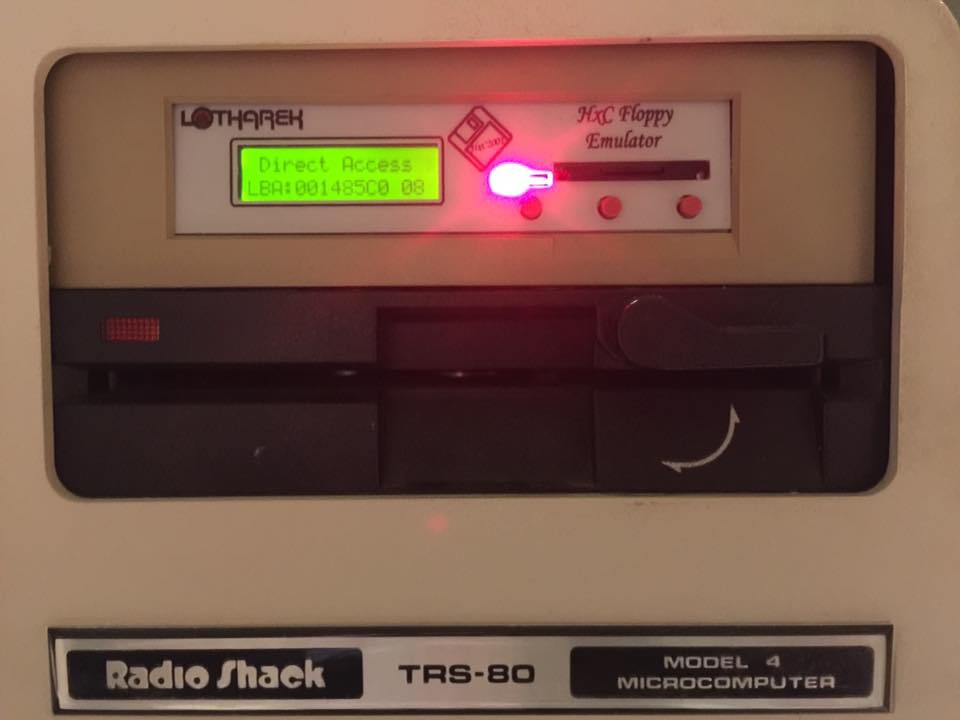 LOTHAREK
HxC Floppy
Emulator
Direct Access
LBA:001485C0 08
Radio Shack
TRS-80
MODEL 4
MICROCOMPUTER